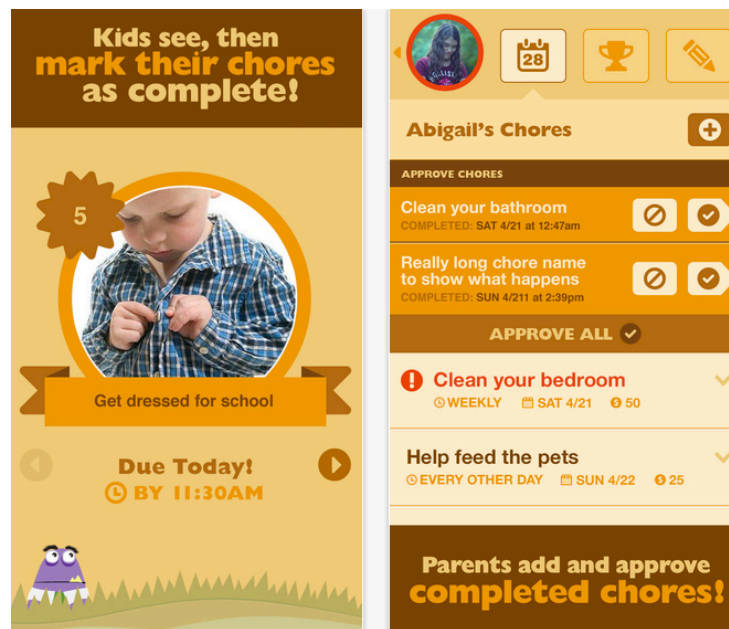 Kids see, then
mark their chores
as complete!
5
Get dressed for school
Due Today!
BY 11:30AM
28
Abigail's Chores
APPROVE CHORES
Clean your bathroom
COMPLETED: SAT 4/21 at 12:47am
Really long chore name
to show what happens
COMPLETED: SUN 4/211 at 2:39pm
APPROVE ALL
Clean your bedroom
WEEKLY SAT 4/21 50
Help feed the pets
EVERY OTHER DAY SUN 4/22 25
Parents add and approve
completed chores!